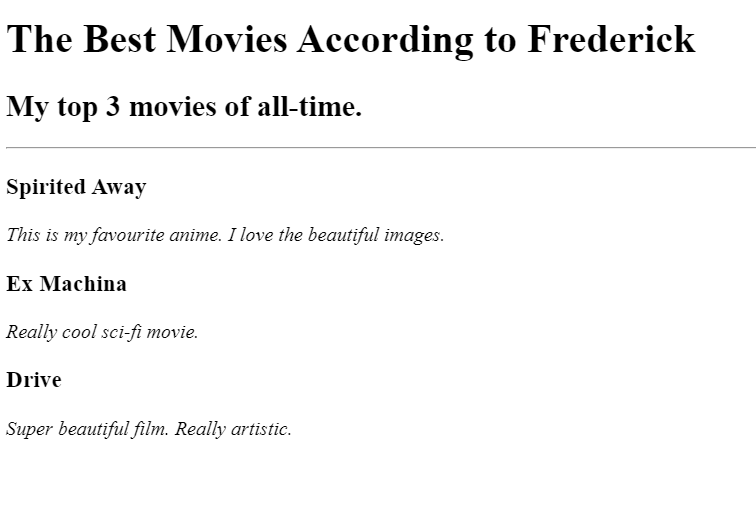 The Best Movies According to Frederick
My top 3 movies of all-time.
Spirited Away
This is my favourite anime. I love the beautiful images.
Ex Machina
Really cool sci-fi movie.
Drive
Super beautiful film. Really artistic.